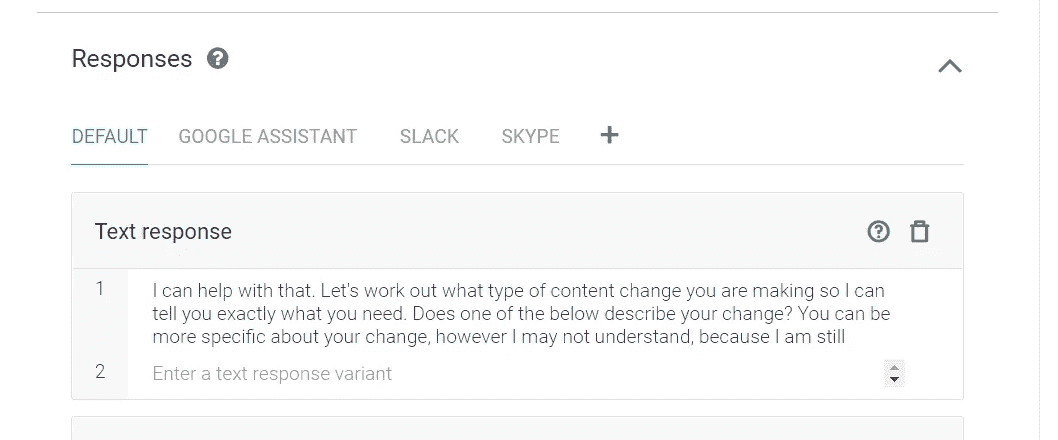 Responses
DEFAULT GOOGLE ASSISTANT SLACK SKYPE
Text response
1 I can help with that. Let's work out what type of content change you are making so I can
tell you exactly what you need. Does one of the below describe your change? You can be
more specific about your change, however I may not understand, because I am still
2 Enter a text response variant